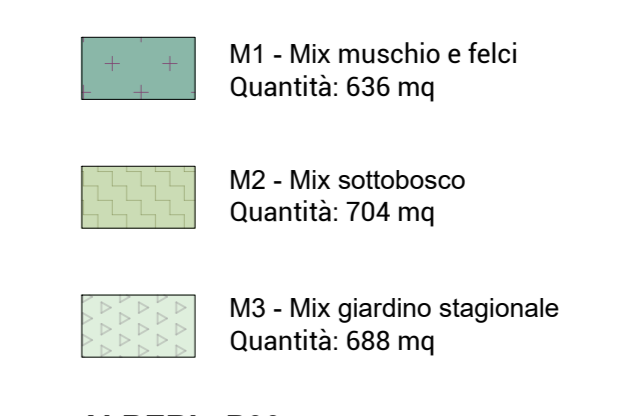 M1 - Mix muschio e felci
Quantità: 636 mq
M2 - Mix sottobosco
Quantità: 704 mq
M3 - Mix giardino stagionale
Quantità: 688 mq